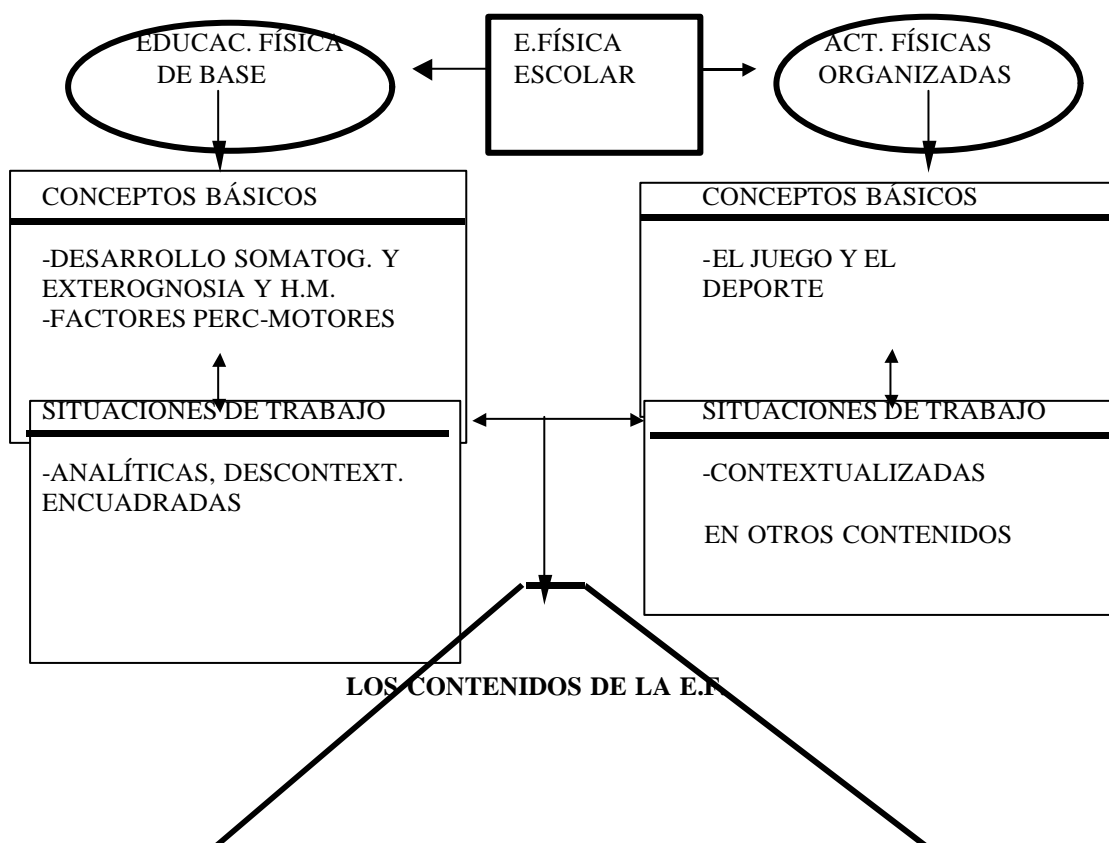 EDUCAC. FÍSICA
DE BASE
E.FÍSICA
ESCOLAR
ACT. FÍSICAS
ORGANIZADAS
CONCEPTOS BÁSICOS
-DESARROLLO SOMATOG. Y
EXTEROGNOSIA Y H.M.
-FACTORES PERC-MOTORES
SITUACIONES DE TRABAJO
-ANALÍTICAS, DESCONTEXT.
ENCUADRADAS
CONCEPTOS BÁSICOS
-EL JUEGO Y EL
DEPORTE
SITUACIONES DE TRABAJO
-CONTEXTUALIZADAS
EN OTROS CONTENIDOS
LOS CONTENIDOS DE LA E.F.